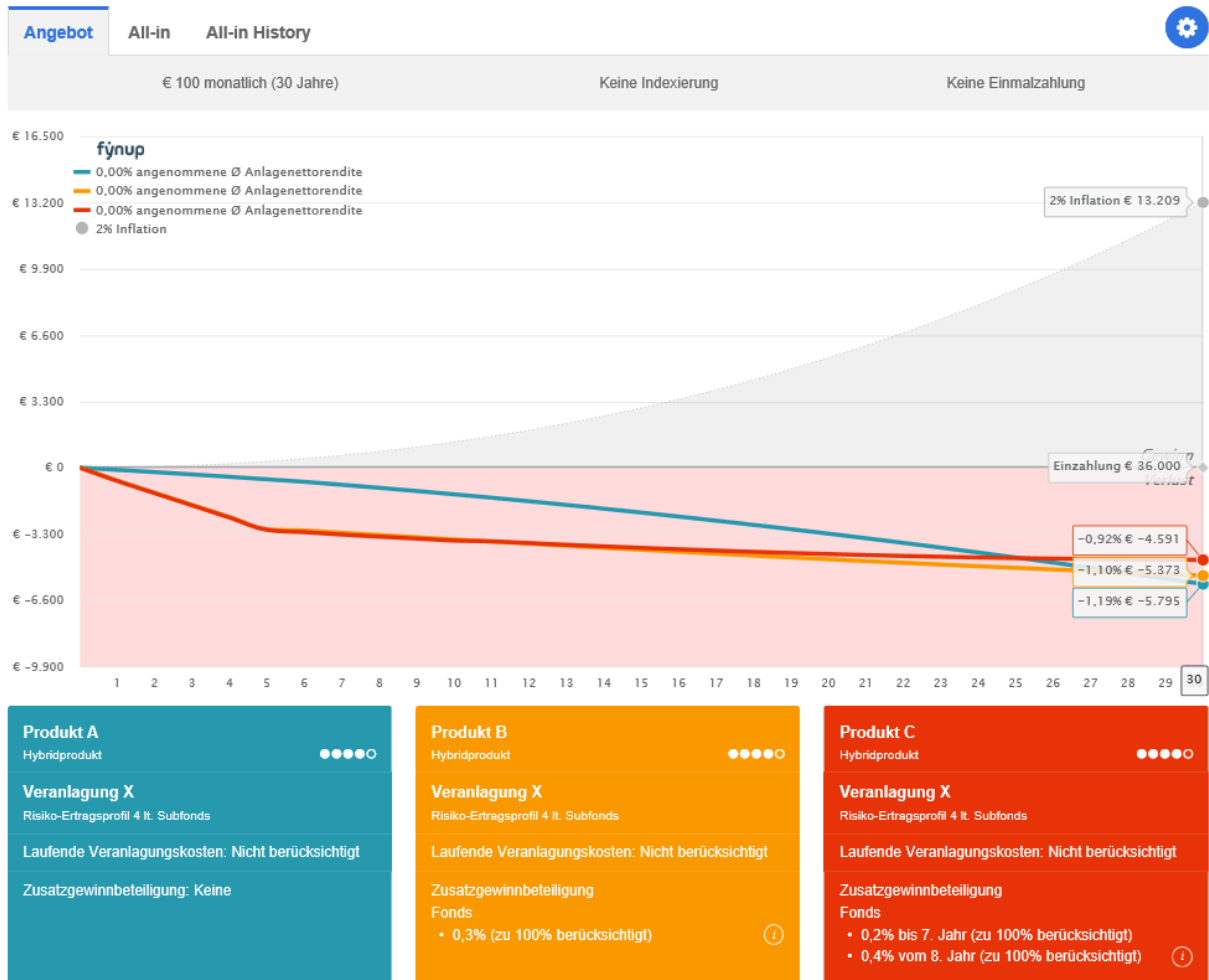 Angebot All-in All-in History
€ 100 monatlich (30 Jahre) Keine Indexierung Keine Einmalzahlung
€ 16.500
fynup
0,00% angenommene Ø Anlagenettorendite
0,00% angenommene Ø Anlagenettorendite
€ 13.200
0,00% angenommene Ø Anlagenettorendite
2% Inflation € 13.209
2% Inflation
€ 9.900
€ 6.600
€ 3.300
Gewinn
€ 0
Einzahlung € 36.000
Verlust
€ -3.300
-0,92% € -4.591
-1,10% € -5.373
€ -6.600
-1,19% € -5.795
€ -9.900
1 2 3 4 5 6 7 8 9 10 11 12 13 14 15 16 17 18 19 20 21 22 23 24 25 26 27 28 29 30
Produkt A
Hybridprodukt
Veranlagung X
Risiko-Ertragsprofil 4 lt. Subfonds
Laufende Veranlagungskosten: Nicht berücksichtigt
Zusatzgewinnbeteiligung: Keine
Produkt B
Hybridprodukt
Veranlagung X
Risiko-Ertragsprofil 4 lt. Subfonds
Laufende Veranlagungskosten: Nicht berücksichtigt
Zusatzgewinnbeteiligung
Fonds
• 0,3% (zu 100% berücksichtigt)
i
Produkt C
Hybridprodukt
Veranlagung X
Risiko-Ertragsprofil 4 lt. Subfonds
Laufende Veranlagungskosten: Nicht berücksichtigt
Zusatzgewinnbeteiligung
Fonds
• 0,2% bis 7. Jahr (zu 100% berücksichtigt)
• 0,4% vom 8. Jahr (zu 100% berücksichtigt)
i